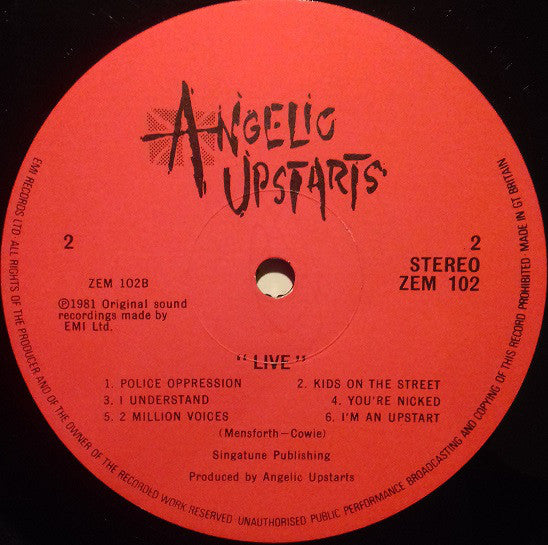 ANGELIC
UPSTARTS
2
2
STEREO
ZEM 102
ZEM 102B
℗1981 Original sound
recordings made by
EMI Ltd.
"LIVE"
1. POLICE OPPRESSION 2. KIDS ON THE STREET
3. I UNDERSTAND 4. YOU'RE NICKED
5. 2 MILLION VOICES 6. I'M AN UPSTART
(Mensforth-Cowie)
Singatune Publishing
Produced by Angelic Upstarts
EMI RECORDS LTD ALL RIGHTS OF THE PRODUCER AND OF THE OWNER OF THE RECORDED WORK RESERVED UNAUTHORISED PUBLIC PERFORMANCE BROADCASTING AND COPYING OF THIS RECORD PROHIBITED MADE IN GT BRITAIN